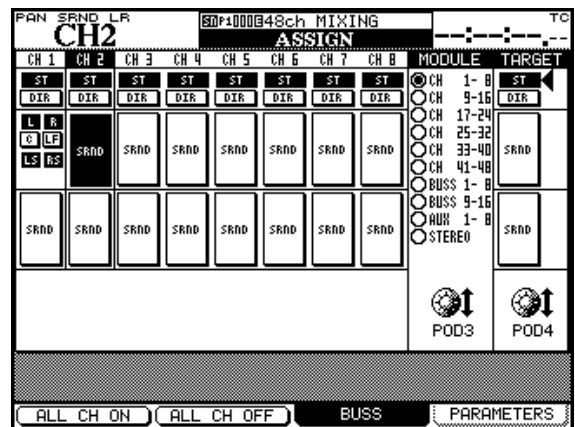 PAN SRND LR P1000B48ch MIXING TC
CH2 ASSIGN --:--:--.--
CH 1 CH 2 CH 3 CH 4 CH 5 CH 6 CH 7 CH 8 MODULE TARGET
ST ST ST ST ST ST ST ST CH 1- 8 ST
DIR DIR DIR DIR DIR DIR DIR DIR CH 9-16 DIR
CH 17-24
L R CH 25-32
C LF SRND SRND SRND SRND SRND SRND SRND CH 33-40 SRND
LS RS CH 41-48
BUSS 1- 8
BUSS 9-16
AUX 1- 8
SRND SRND SRND SRND SRND SRND SRND SRND STEREO SRND
POD3 POD4
ALL CH ON ALL CH OFF BUSS PARAMETERS